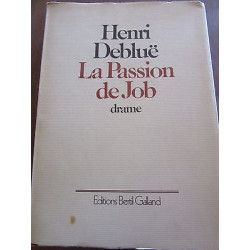 Henri
Debluë
La Passion
de Job
drame
Editions Bertil Galland